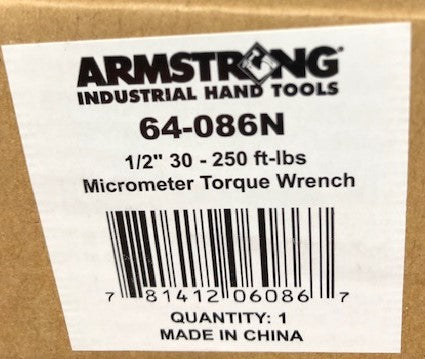 ARMSTRONG
INDUSTRIAL HAND TOOLS
64-086N
1/2" 30 - 250 ft-lbs
Micrometer Torque Wrench
7 81412 06086 7
QUANTITY: 1
MADE IN CHINA